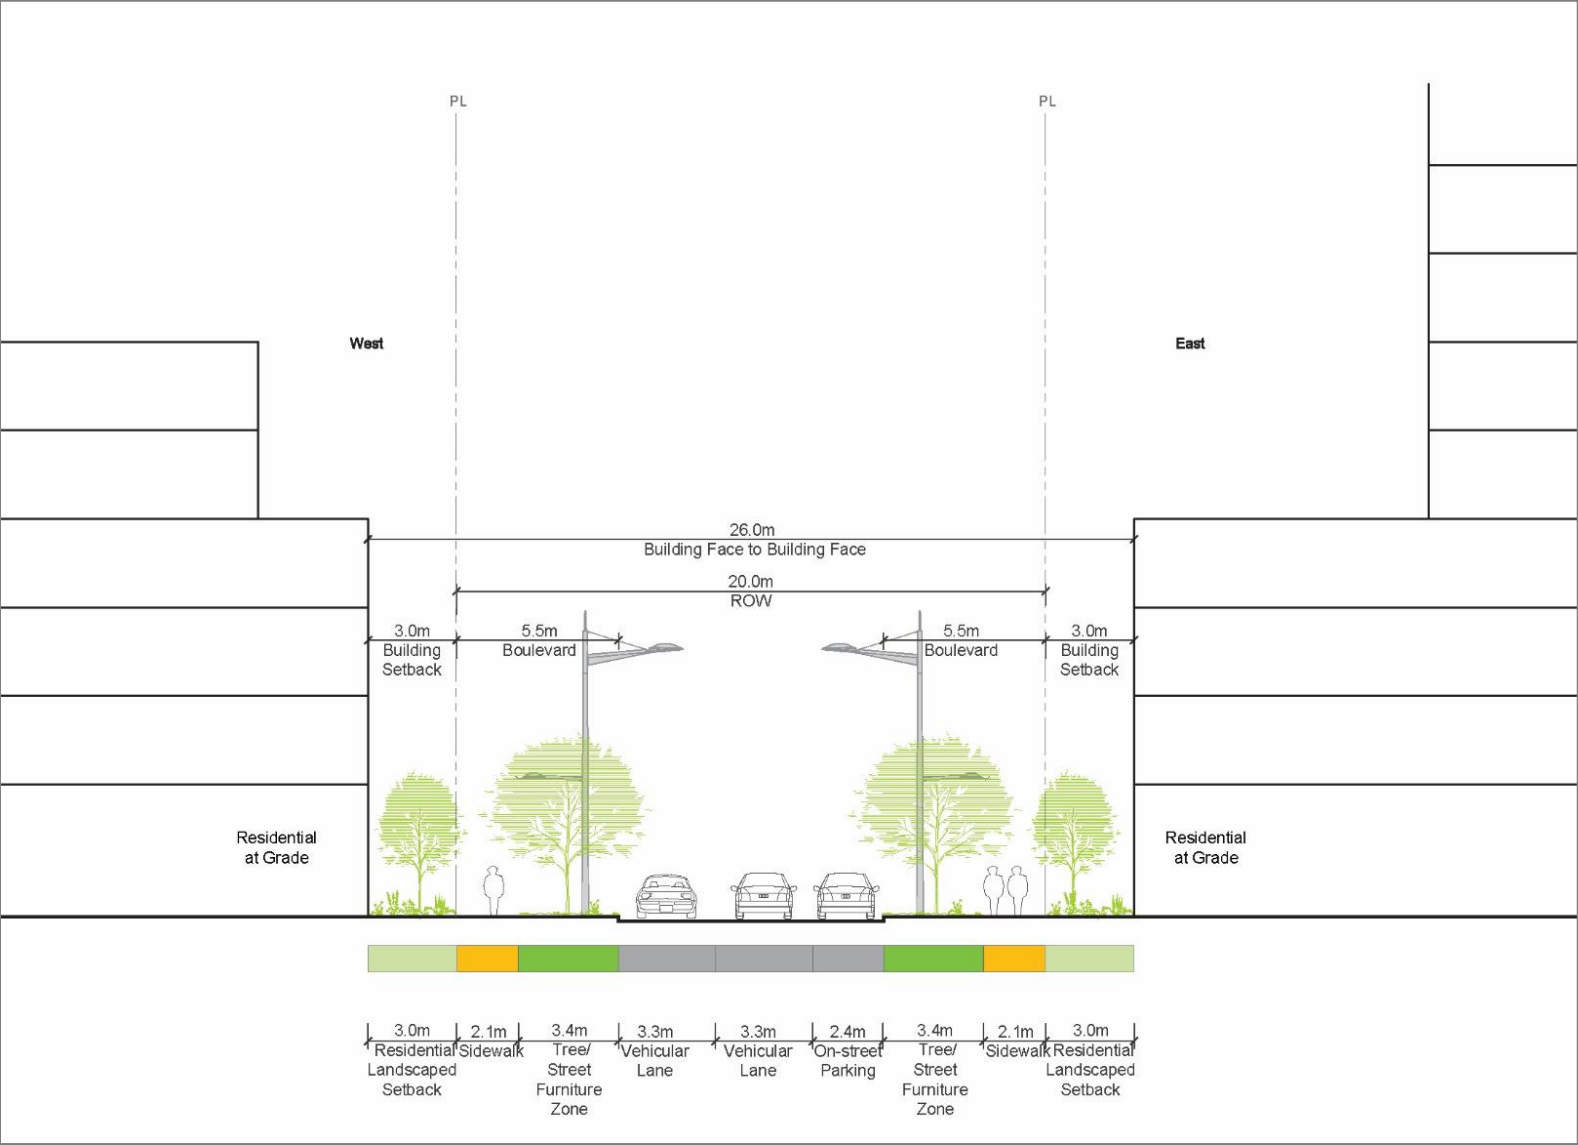 PL
PL
West
East
26.0m
Building Face to Building Face
20.0m
ROW
3.0m
Building
Setback
5.5m
Boulevard
5.5m
Boulevard
3.0m
Building
Setback
Residential
at Grade
Residential
at Grade
3.0m
Residential
Landscaped
Setback
2.1m
Sidewalk
3.4m
Tree/
Street
Furniture
Zone
3.3m
Vehicular
Lane
3.3m
Vehicular
Lane
2.4m
On-street
Parking
3.4m
Tree/
Street
Furniture
Zone
2.1m
Sidewalk
3.0m
Residential
Landscaped
Setback